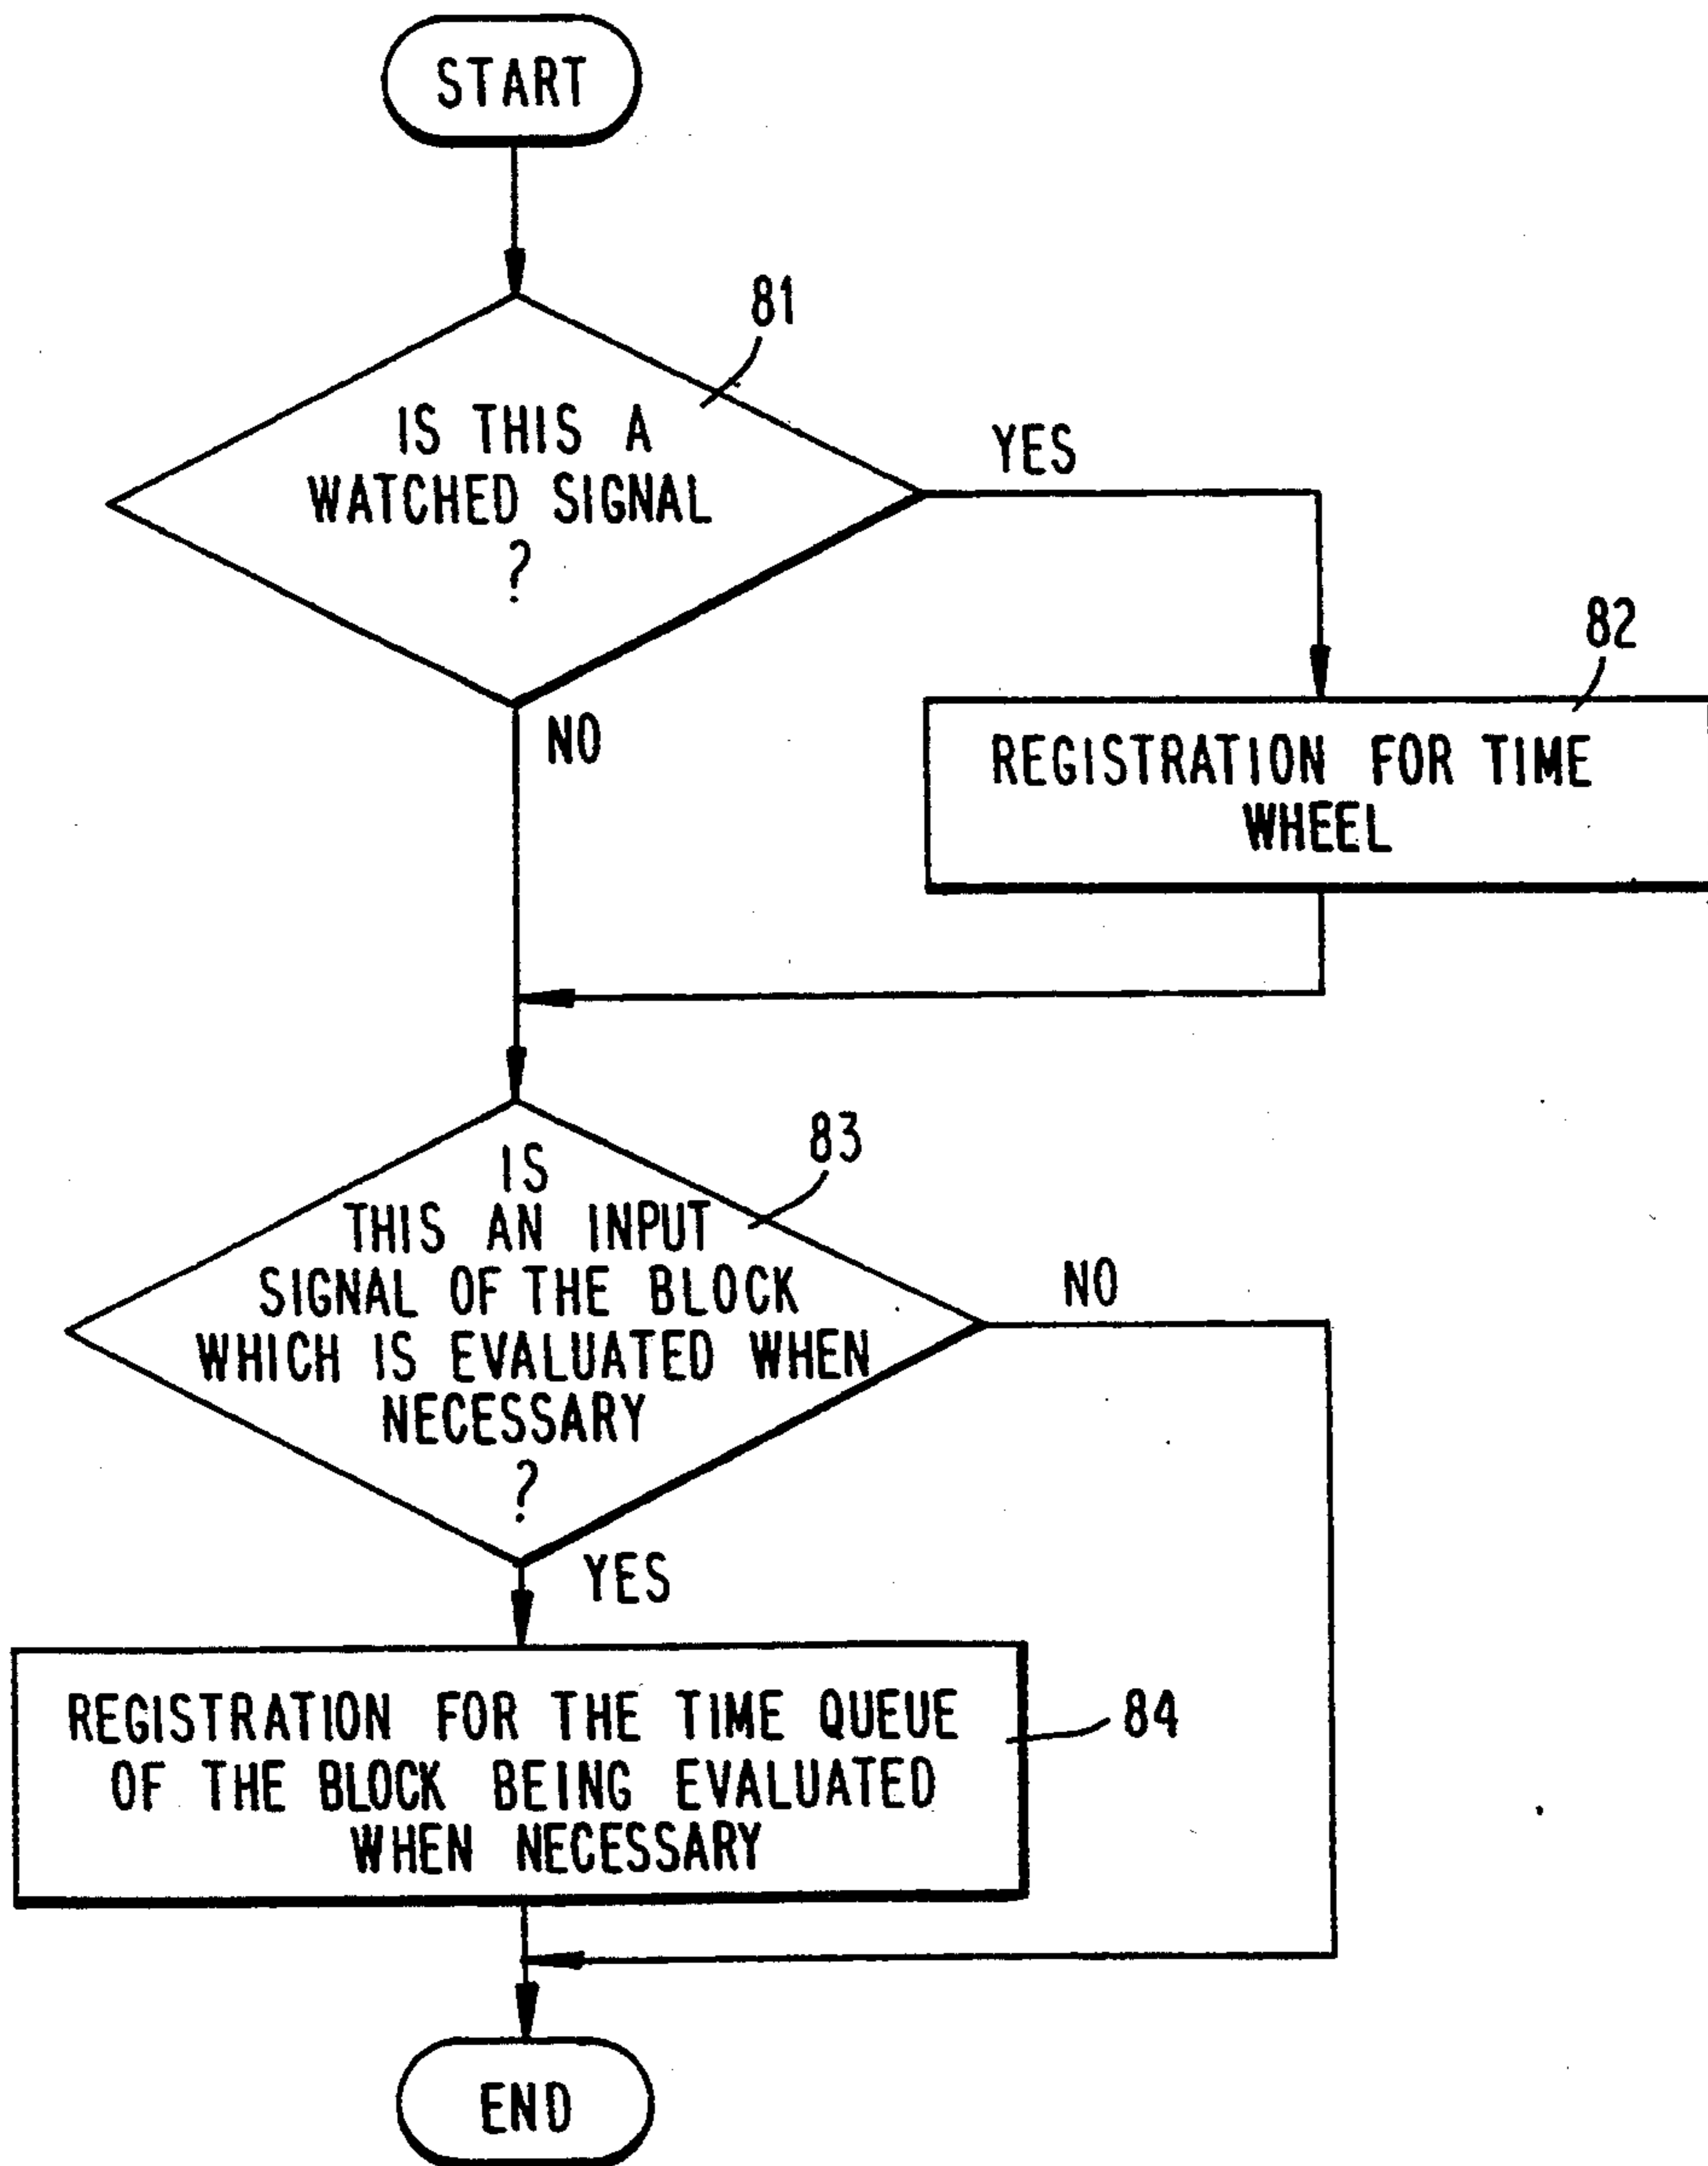 START
81
IS THIS A
WATCHED SIGNAL
?
YES
NO
82
REGISTRATION FOR TIME
WHEEL
83
IS
THIS AN INPUT
SIGNAL OF THE BLOCK
WHICH IS EVALUATED WHEN
NECESSARY
?
NO
YES
REGISTRATION FOR THE TIME QUEUE
OF THE BLOCK BEING EVALUATED
WHEN NECESSARY
84
END